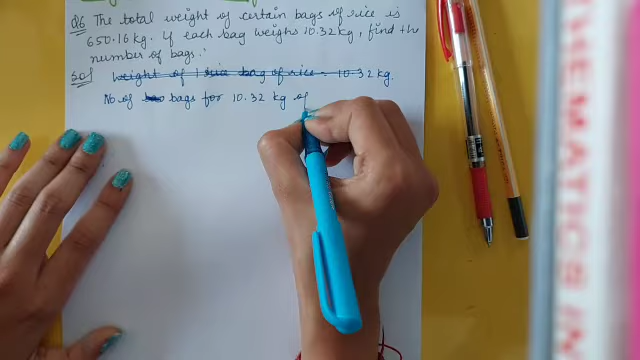 Q6 The total weight of certain bags of rice is
650.16 kg. If each bag weighs 10.32 kg, find the
number of bags.
Sol weight of 1 rice bag of rice = 10.32 kg.
No of bags for 10.32 kg of
THEMATICS IN